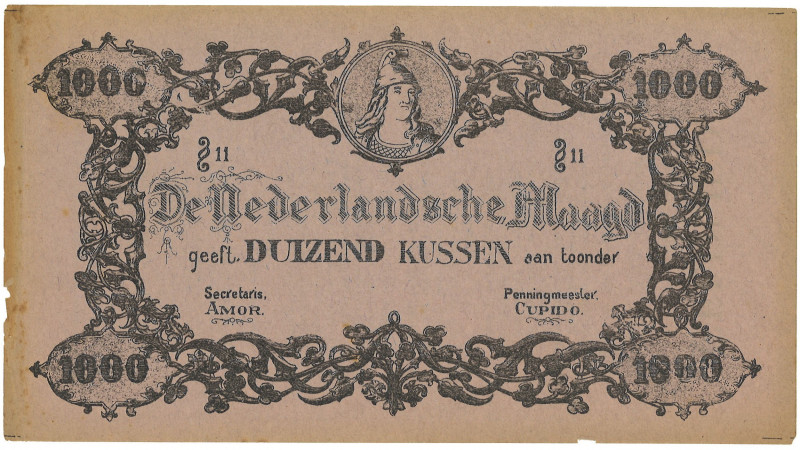 1000 1000
§ 11 § 11
De Nederlandsche Maagd
geeft DUIZEND KUSSEN aan toonder
Secretaris, Penningmeester,
AMOR. CUPIDO.
1000 1000